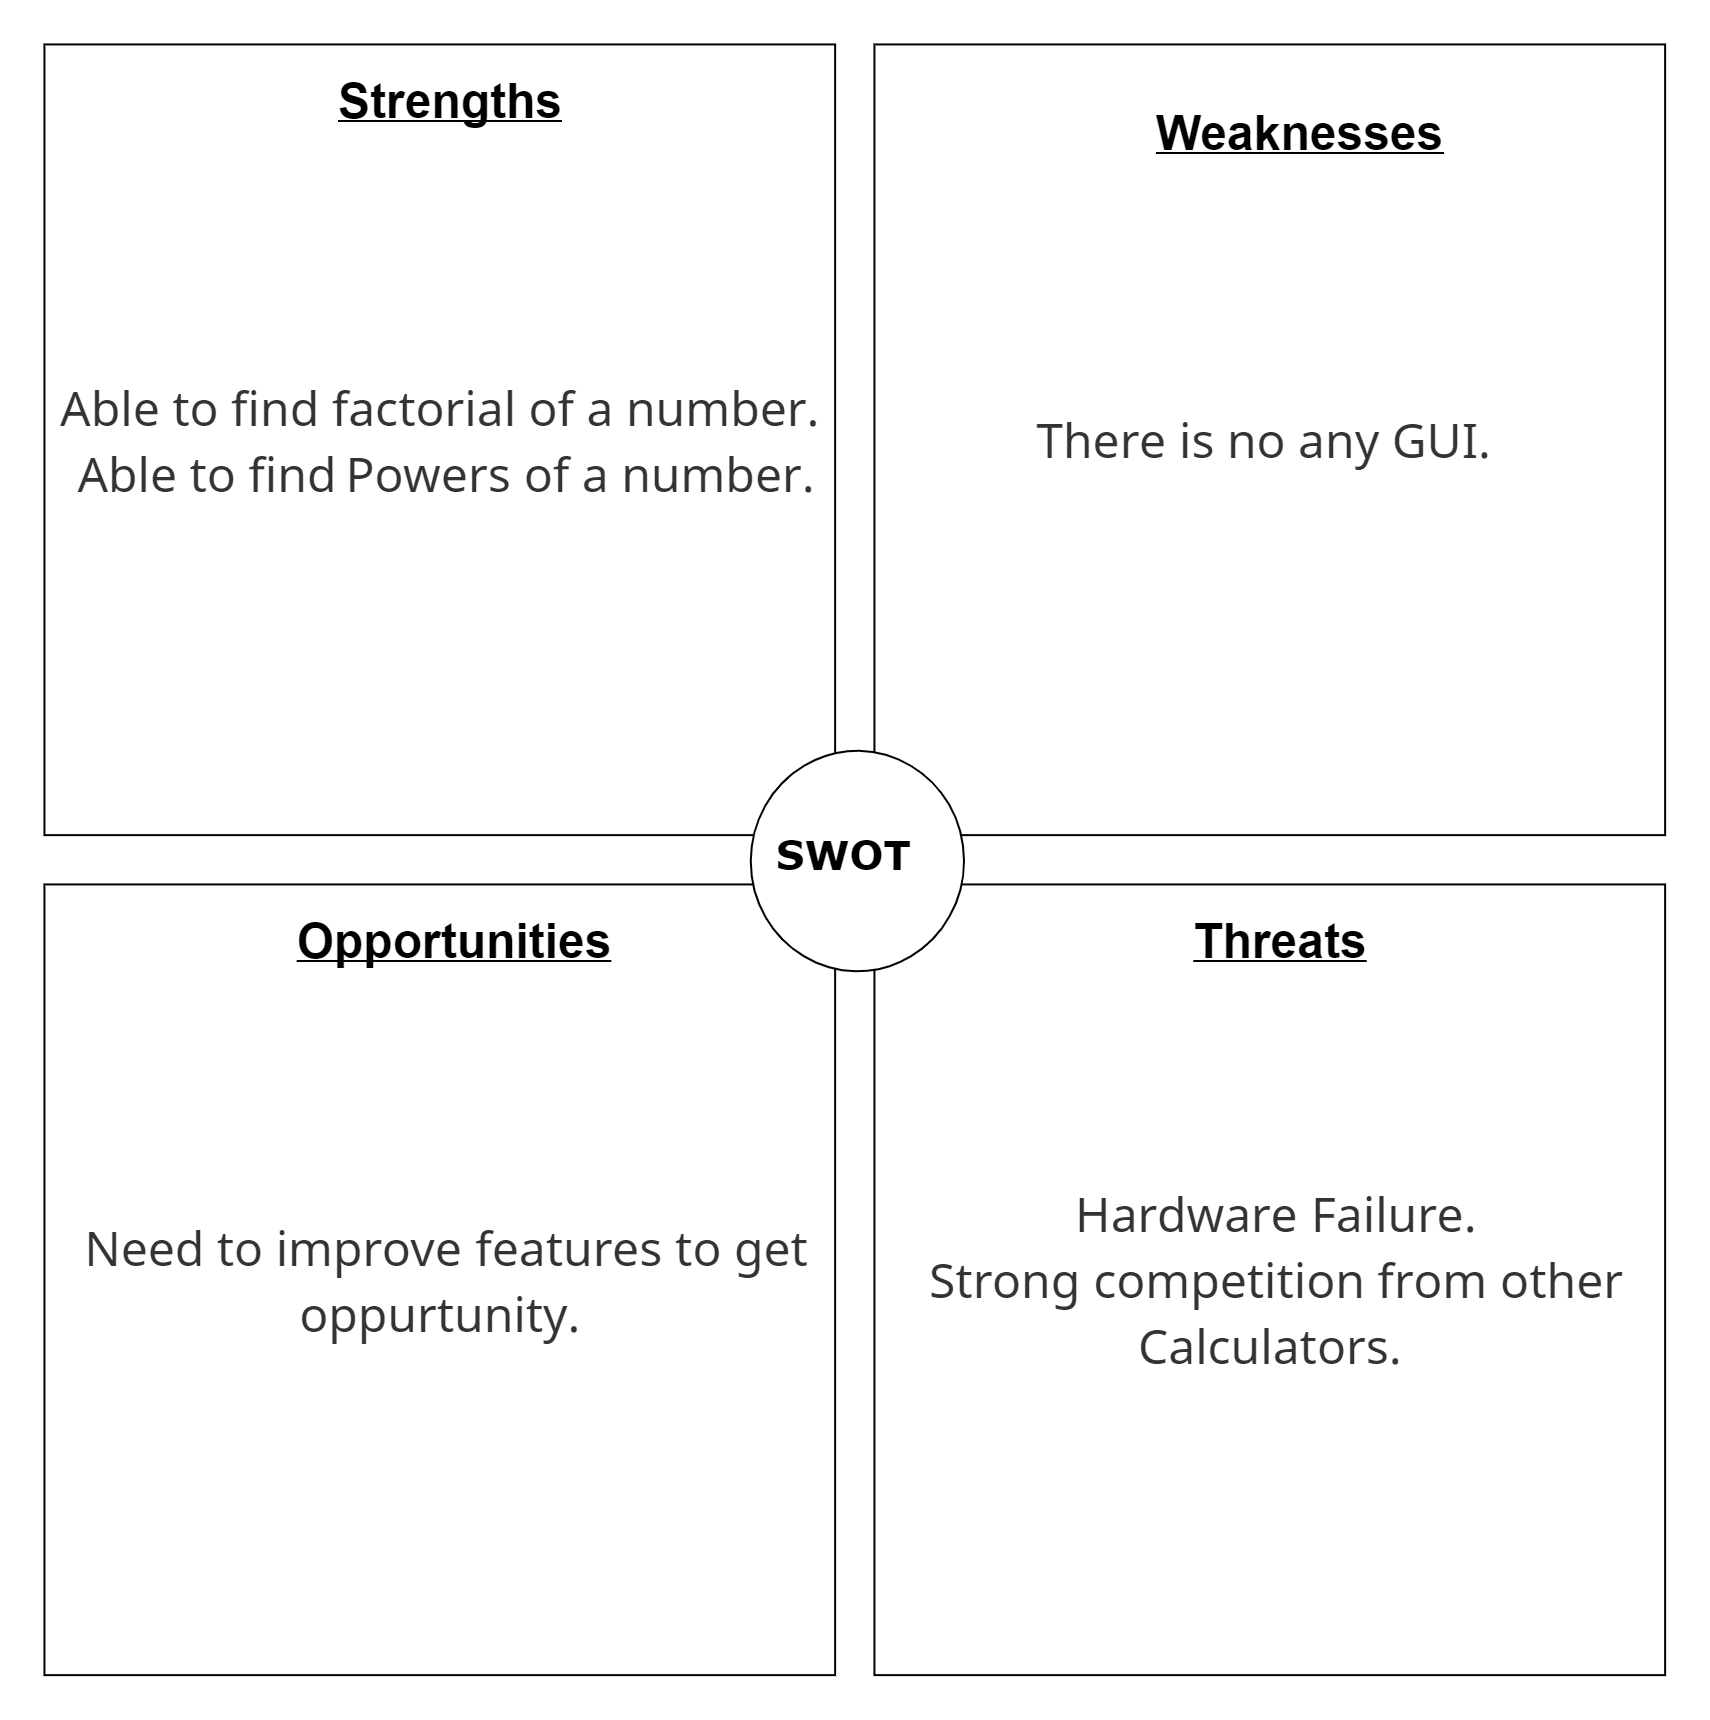 Strengths
Able to find factorial of a number.
Able to find Powers of a number.
Weaknesses
There is no any GUI.
SWOT
Opportunities
Need to improve features to get
oppurtunity.
Threats
Hardware Failure.
Strong competition from other
Calculators.